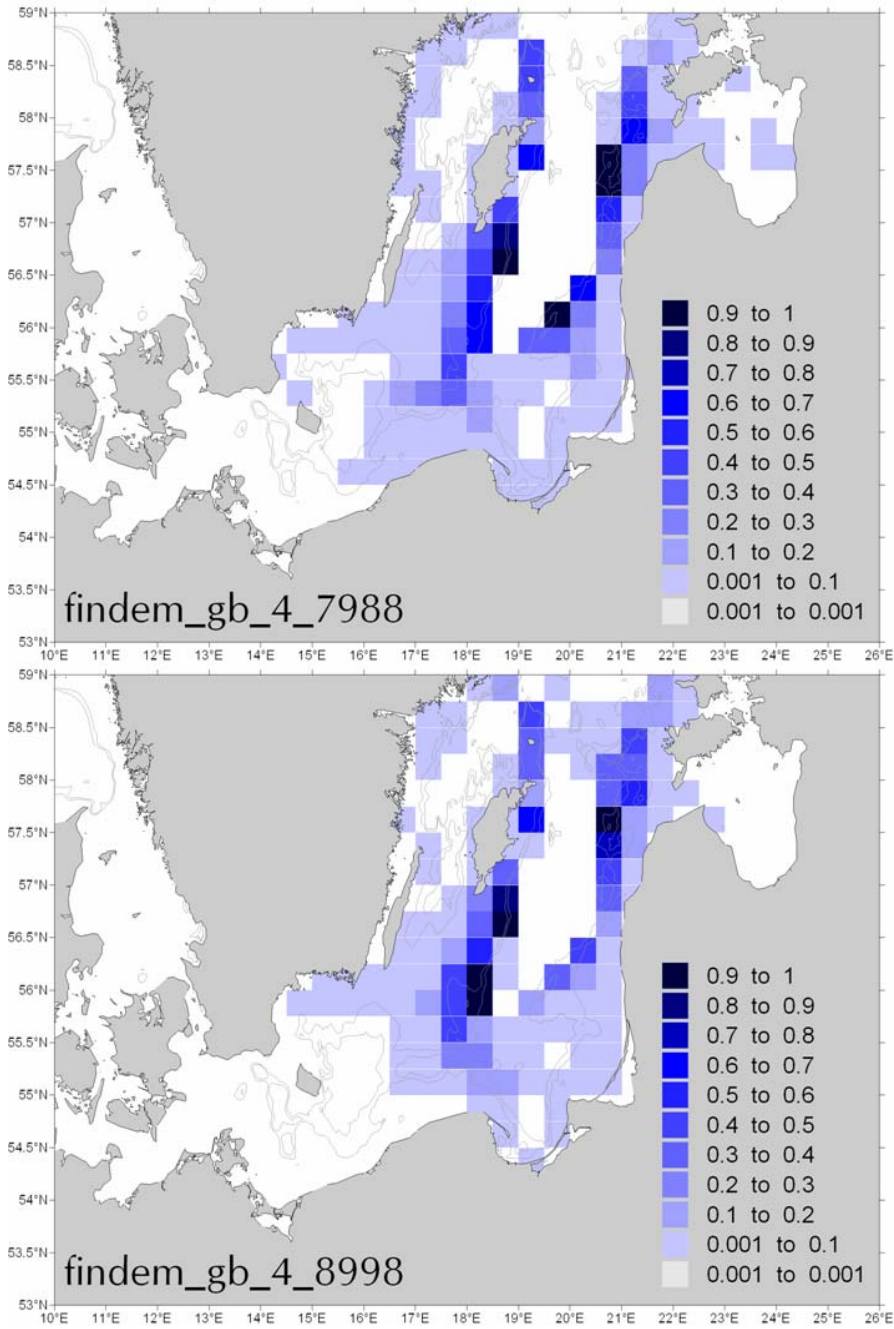 59°N
58.5°N
58°N
57.5°N
57°N
56.5°N
56°N
55.5°N
55°N
54.5°N
54°N
53.5°N
53°N
0.9 to 1
0.8 to 0.9
0.7 to 0.8
0.6 to 0.7
0.5 to 0.6
0.4 to 0.5
0.3 to 0.4
0.2 to 0.3
0.1 to 0.2
0.001 to 0.1
0.001 to 0.001
findem_gb_4_7988
10°E 11°E 12°E 13°E 14°E 15°E 16°E 17°E 18°E 19°E 20°E 21°E 22°E 23°E 24°E 25°E 26°E
59°N
58.5°N
58°N
57.5°N
57°N
56.5°N
56°N
55.5°N
55°N
54.5°N
54°N
53.5°N
53°N
0.9 to 1
0.8 to 0.9
0.7 to 0.8
0.6 to 0.7
0.5 to 0.6
0.4 to 0.5
0.3 to 0.4
0.2 to 0.3
0.1 to 0.2
0.001 to 0.1
0.001 to 0.001
findem_gb_4_8998
10°E 11°E 12°E 13°E 14°E 15°E 16°E 17°E 18°E 19°E 20°E 21°E 22°E 23°E 24°E 25°E 26°E